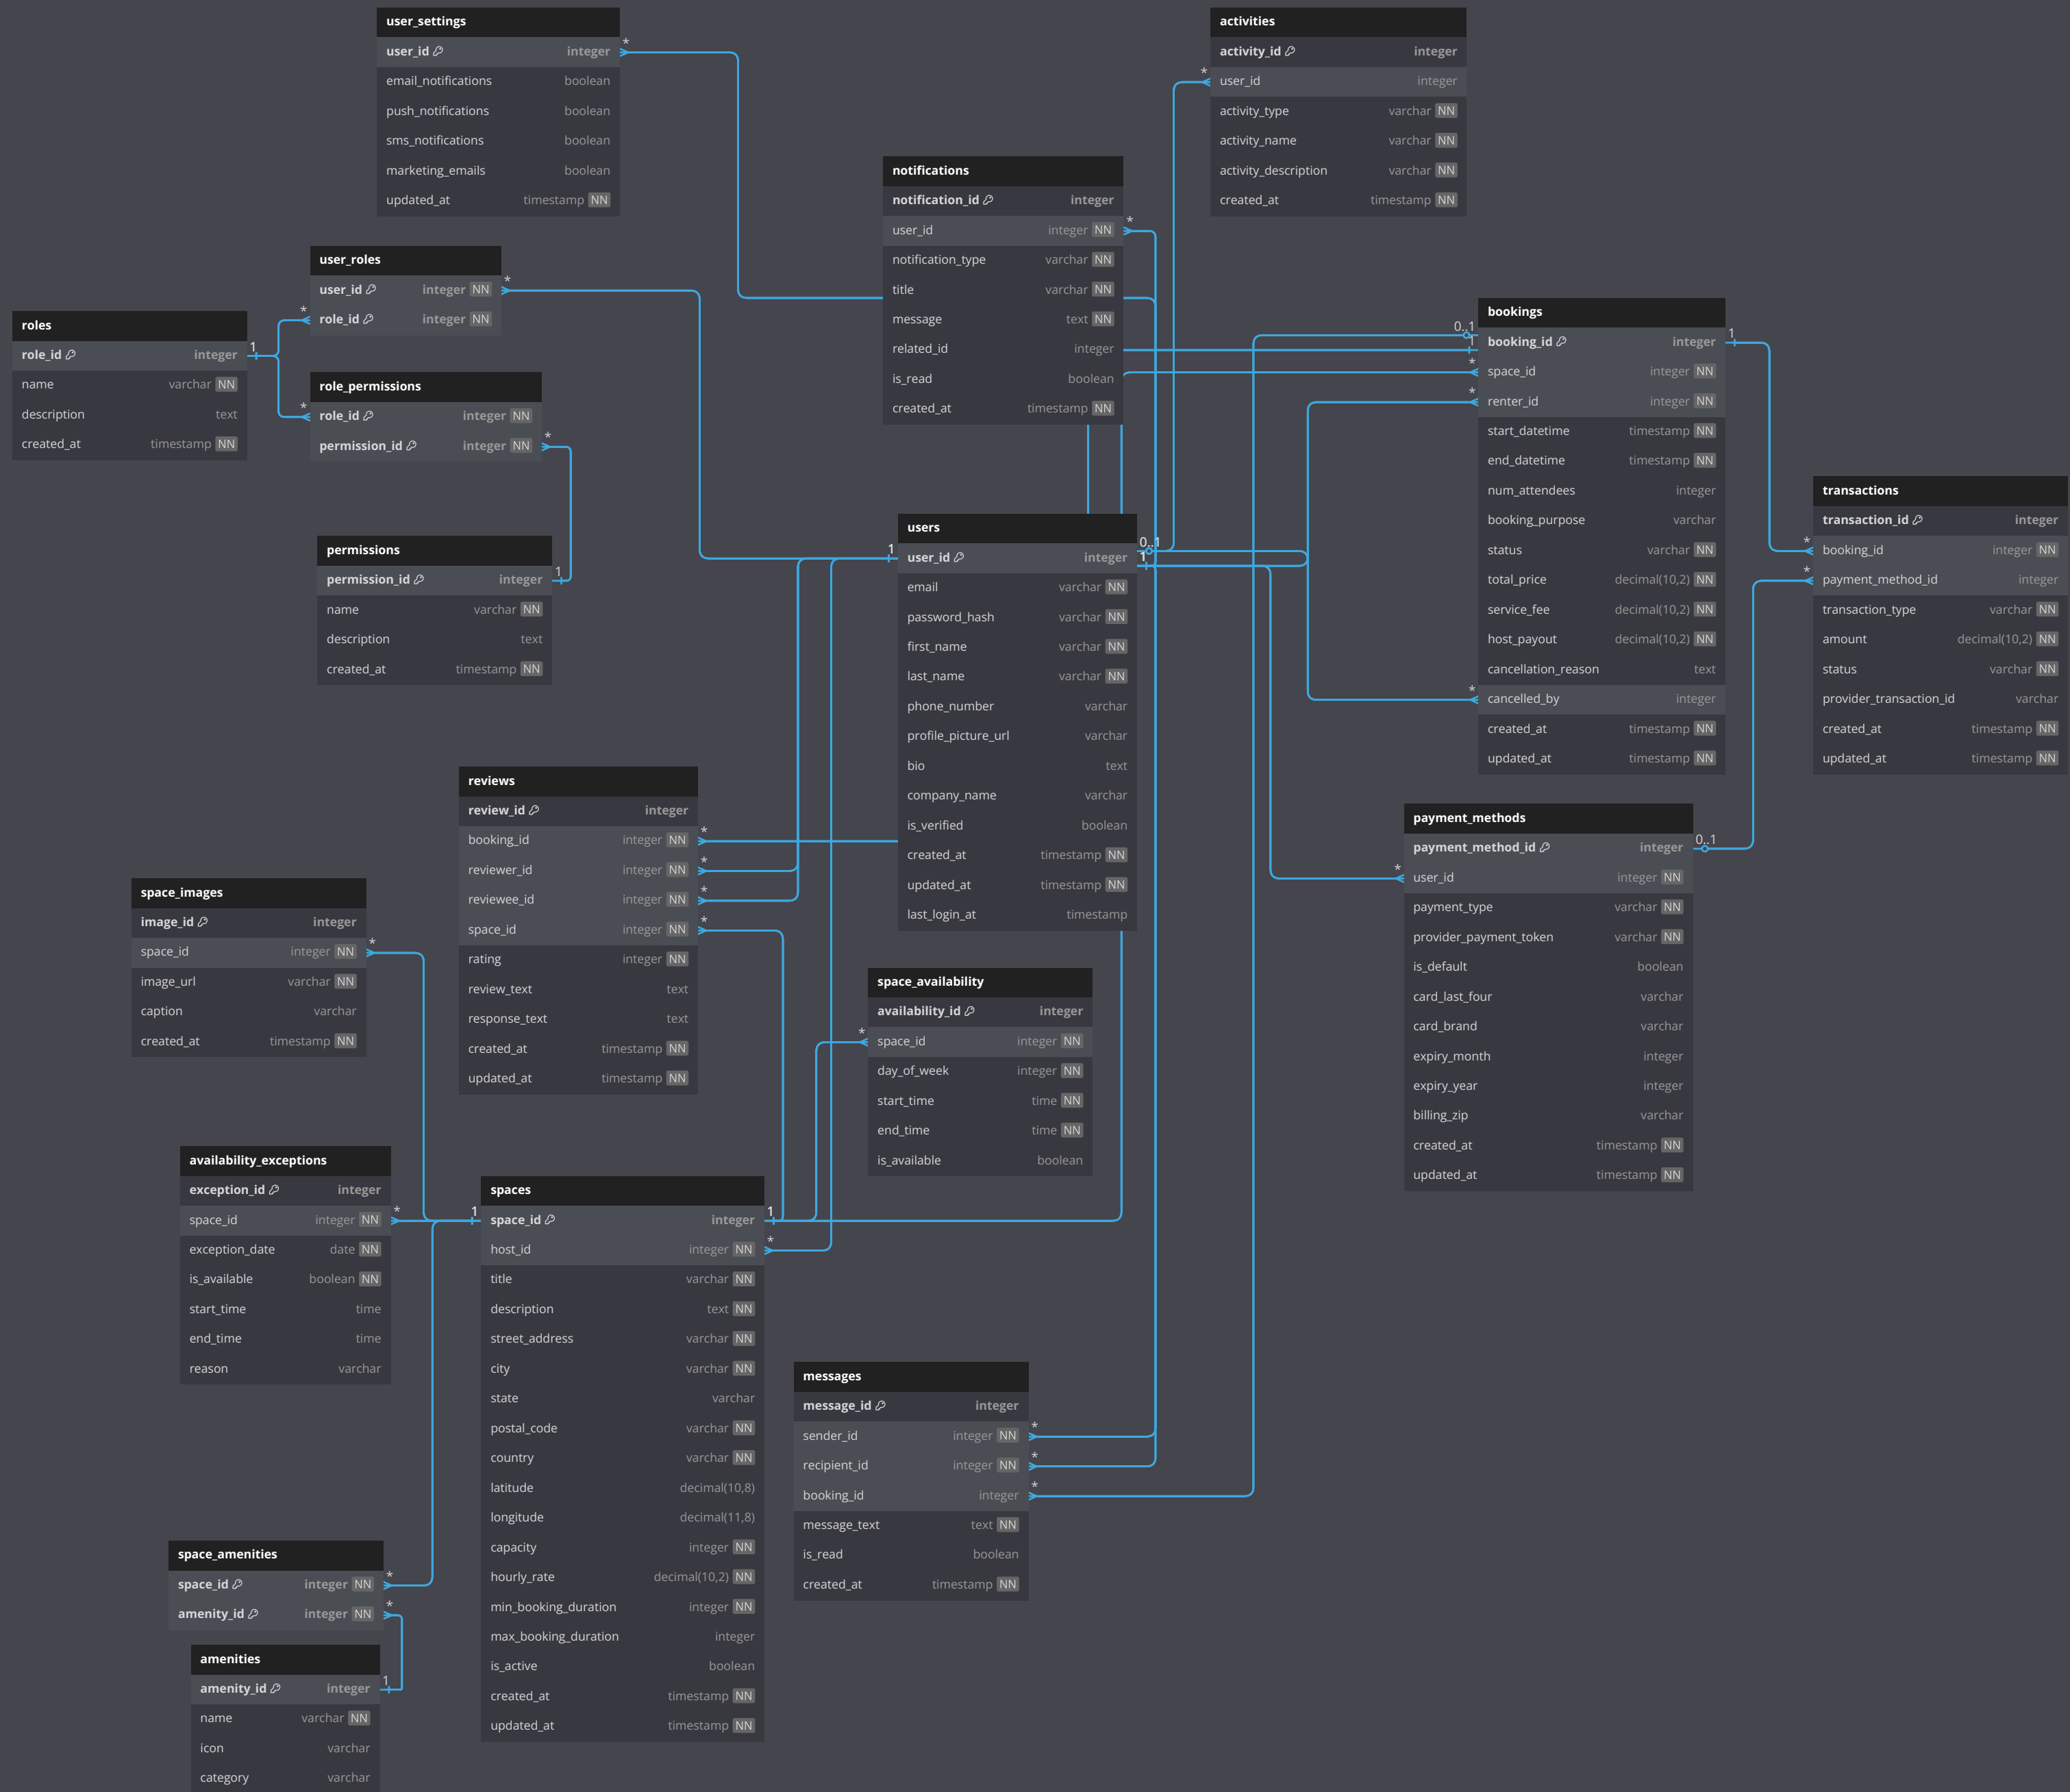 user_settings
user_id integer
email_notifications boolean
push_notifications boolean
sms_notifications boolean
marketing_emails boolean
updated_at timestamp NN
*
activities
activity_id integer
user_id integer
activity_type varchar NN
activity_name varchar NN
activity_description varchar NN
created_at timestamp NN
*
notifications
notification_id integer
user_id integer NN
notification_type varchar NN
title varchar NN
message text NN
related_id integer
is_read boolean
created_at timestamp NN
*
user_roles
user_id integer NN
role_id integer NN
*
*
roles
role_id integer
name varchar NN
description text
created_at timestamp NN
1
role_permissions
role_id integer NN
permission_id integer NN
*
*
permissions
permission_id integer
name varchar NN
description text
created_at timestamp NN
1
bookings
booking_id integer
space_id integer NN
renter_id integer NN
start_datetime timestamp NN
end_datetime timestamp NN
num_attendees integer
booking_purpose varchar
status varchar NN
total_price decimal(10,2) NN
service_fee decimal(10,2) NN
host_payout decimal(10,2) NN
cancellation_reason text
cancelled_by integer
created_at timestamp NN
updated_at timestamp NN
0..1
1
*
*
*
1
transactions
transaction_id integer
booking_id integer NN
payment_method_id integer
transaction_type varchar NN
amount decimal(10,2) NN
status varchar NN
provider_transaction_id varchar
created_at timestamp NN
updated_at timestamp NN
*
*
users
user_id integer
email varchar NN
password_hash varchar NN
first_name varchar NN
last_name varchar NN
phone_number varchar
profile_picture_url varchar
bio text
company_name varchar
is_verified boolean
created_at timestamp NN
updated_at timestamp NN
last_login_at timestamp
1
0..1
1
reviews
review_id integer
booking_id integer NN
reviewer_id integer NN
reviewee_id integer NN
space_id integer NN
rating integer NN
review_text text
response_text text
created_at timestamp NN
updated_at timestamp NN
*
*
*
*
payment_methods
payment_method_id integer
user_id integer NN
payment_type varchar NN
provider_payment_token varchar NN
is_default boolean
card_last_four varchar
card_brand varchar
expiry_month integer
expiry_year integer
billing_zip varchar
created_at timestamp NN
updated_at timestamp NN
0..1
*
space_images
image_id integer
space_id integer NN
image_url varchar NN
caption varchar
created_at timestamp NN
*
space_availability
availability_id integer
space_id integer NN
day_of_week integer NN
start_time time NN
end_time time NN
is_available boolean
*
availability_exceptions
exception_id integer
space_id integer NN
exception_date date NN
is_available boolean NN
start_time time
end_time time
reason varchar
*
spaces
space_id integer
host_id integer NN
title varchar NN
description text NN
street_address varchar NN
city varchar NN
state varchar
postal_code varchar NN
country varchar NN
latitude decimal(10,8)
longitude decimal(11,8)
capacity integer NN
hourly_rate decimal(10,2) NN
min_booking_duration integer NN
max_booking_duration integer
is_active boolean
created_at timestamp NN
updated_at timestamp NN
1
1
*
messages
message_id integer
sender_id integer NN
recipient_id integer NN
booking_id integer
message_text text NN
is_read boolean
created_at timestamp NN
*
*
*
space_amenities
space_id integer NN
amenity_id integer NN
*
*
amenities
amenity_id integer
name varchar NN
icon varchar
category varchar
1